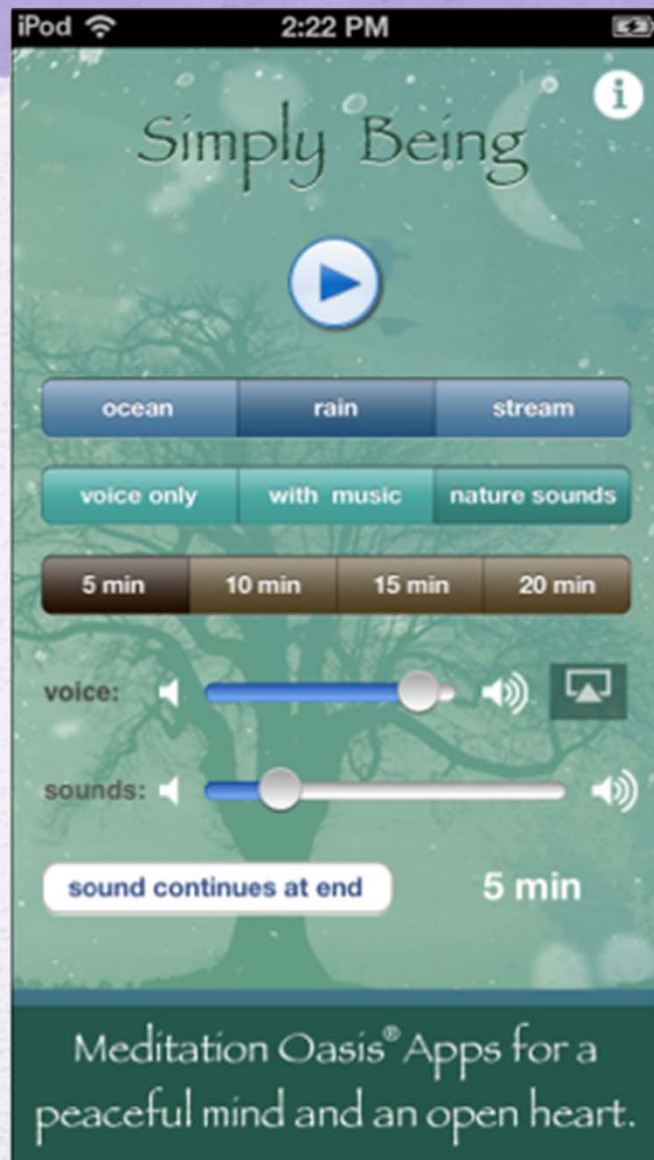 iPod 2:22 PM
i
Simply Being
ocean rain stream
voice only with music nature sounds
5 min 10 min 15 min 20 min
voice:
sounds:
sound continues at end 5 min
Meditation Oasis® Apps for a
peaceful mind and an open heart.